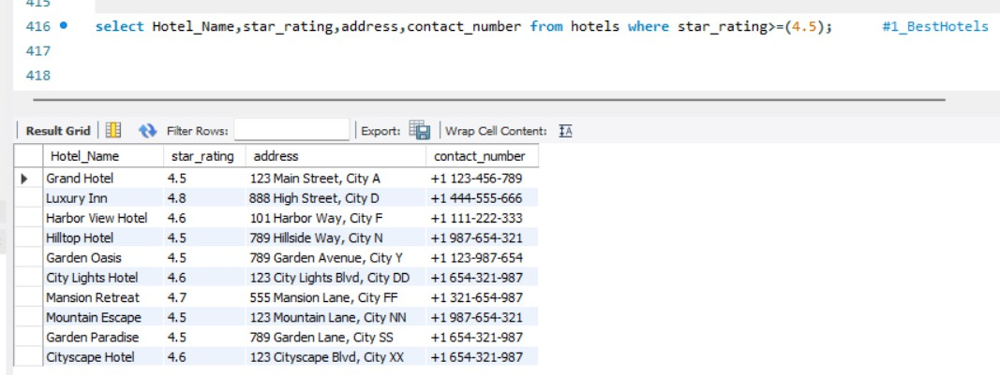 415
416 select Hotel_Name,star_rating,address,contact_number from hotels where star_rating>=(4.5); #1_BestHotels
417
418
Result Grid Filter Rows: Export: Wrap Cell Content:
Hotel_Name star_rating address contact_number
Grand Hotel 4.5 123 Main Street, City A +1 123-456-789
Luxury Inn 4.8 888 High Street, City D +1 444-555-666
Harbor View Hotel 4.6 101 Harbor Way, City F +1 111-222-333
Hilltop Hotel 4.5 789 Hillside Way, City N +1 987-654-321
Garden Oasis 4.5 789 Garden Avenue, City Y +1 123-987-654
City Lights Hotel 4.6 123 City Lights Blvd, City DD +1 654-321-987
Mansion Retreat 4.7 555 Mansion Lane, City FF +1 321-654-987
Mountain Escape 4.5 123 Mountain Lane, City NN +1 987-654-321
Garden Paradise 4.5 789 Garden Lane, City SS +1 654-321-987
Cityscape Hotel 4.6 123 Cityscape Blvd, City XX +1 654-321-987